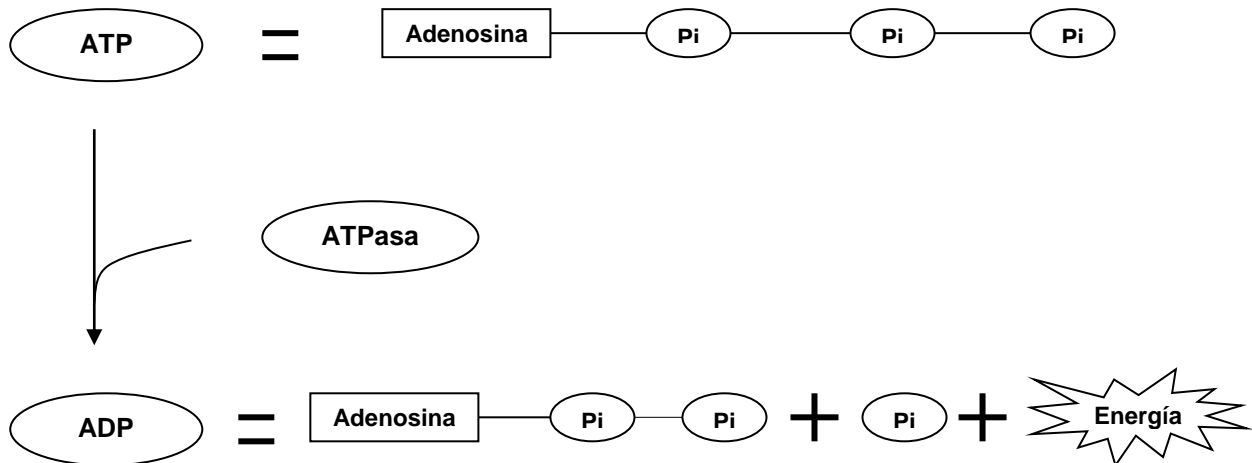 ATP = Adenosina Pi Pi Pi
ATPasa
ADP = Adenosina Pi Pi + Pi + Energía